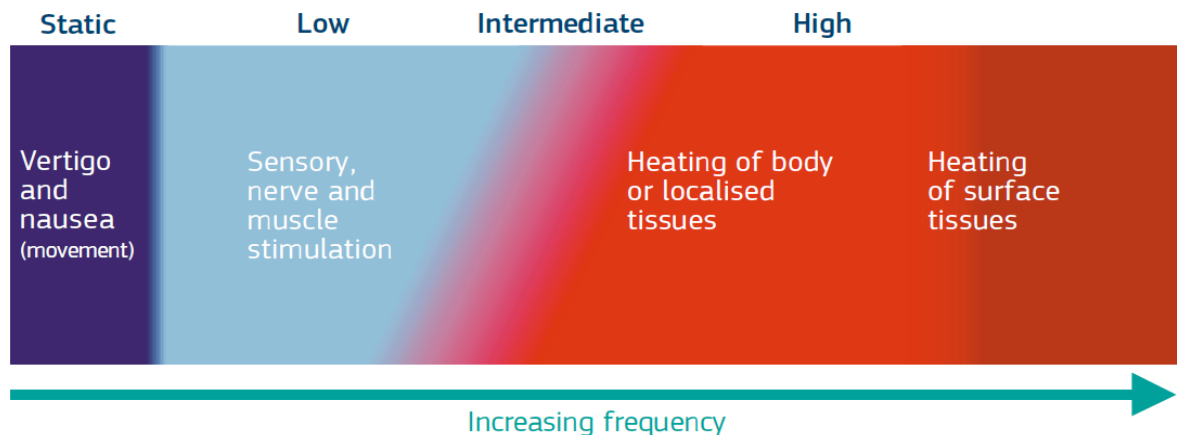 Static Low Intermediate High
Vertigo
and
nausea
(movement)
Sensory,
nerve and
muscle
stimulation
Heating of body
or localised
tissues
Heating
of surface
tissues
Increasing frequency